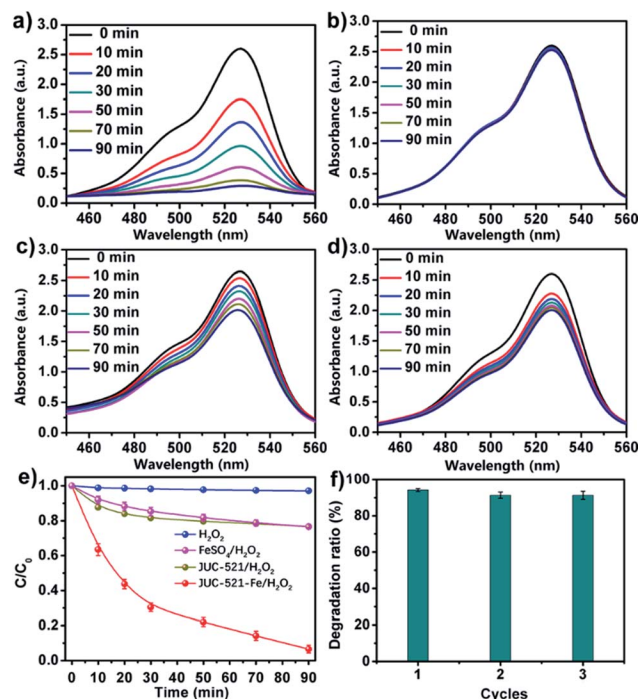 a)
0 min
10 min
20 min
30 min
50 min
70 min
90 min
Absorbance (a.u.)
3.0
2.5
2.0
1.5
1.0
0.5
0.0
460 480 500 520 540 560
Wavelength (nm)
b)
0 min
10 min
20 min
30 min
50 min
70 min
90 min
Absorbance (a.u.)
3.0
2.5
2.0
1.5
1.0
0.5
0.0
460 480 500 520 540 560
Wavelength (nm)
c)
0 min
10 min
20 min
30 min
50 min
70 min
90 min
Absorbance (a.u.)
3.0
2.5
2.0
1.5
1.0
0.5
0.0
460 480 500 520 540 560
Wavelength (nm)
d)
0 min
10 min
20 min
30 min
50 min
70 min
90 min
Absorbance (a.u.)
3.0
2.5
2.0
1.5
1.0
0.5
0.0
460 480 500 520 540 560
Wavelength (nm)
e)
C/C₀
1.0
0.8
0.6
0.4
0.2
0.0
H₂O₂
FeSO₄/H₂O₂
JUC-521/H₂O₂
JUC-521-Fe/H₂O₂
0 10 20 30 40 50 60 70 80 90
Time (min)
f)
Degradation ratio (%)
100
80
60
40
20
0
1 2 3
Cycles